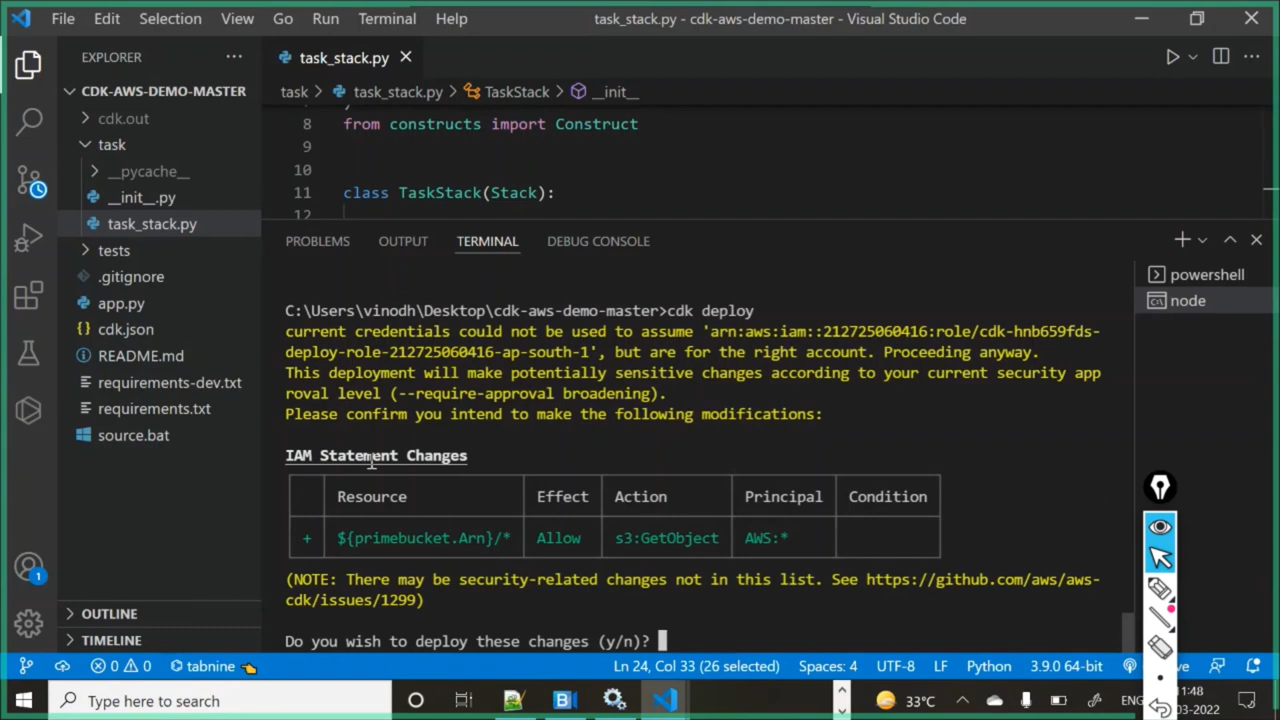 File Edit Selection View Go Run Terminal Help task_stack.py - cdk-aws-demo-master - Visual Studio Code
EXPLORER
task_stack.py
CDK-AWS-DEMO-MASTER
task > task_stack.py > TaskStack > __init__
cdk.out
task
__pycache__
__init__.py
task_stack.py
tests
.gitignore
app.py
cdk.json
README.md
requirements-dev.txt
requirements.txt
source.bat
OUTLINE
TIMELINE
8 from constructs import Construct
9
10
11 class TaskStack(Stack):
12
PROBLEMS OUTPUT TERMINAL DEBUG CONSOLE
powershell
node
C:\Users\vinodh\Desktop\cdk-aws-demo-master>cdk deploy
current credentials could not be used to assume 'arn:aws:iam::212725060416:role/cdk-hnb659fds-
deploy-role-212725060416-ap-south-1', but are for the right account. Proceeding anyway.
This deployment will make potentially sensitive changes according to your current security app
roval level (--require-approval broadening).
Please confirm you intend to make the following modifications:
IAM Statement Changes
Resource Effect Action Principal Condition
+ ${primebucket.Arn}/* Allow s3:GetObject AWS:*
(NOTE: There may be security-related changes not in this list. See https://github.com/aws/aws-
cdk/issues/1299)
Do you wish to deploy these changes (y/n)?
0 0 tabnine Ln 24, Col 33 (26 selected) Spaces: 4 UTF-8 LF Python 3.9.0 64-bit
Type here to search
33°C
ENG
11:48